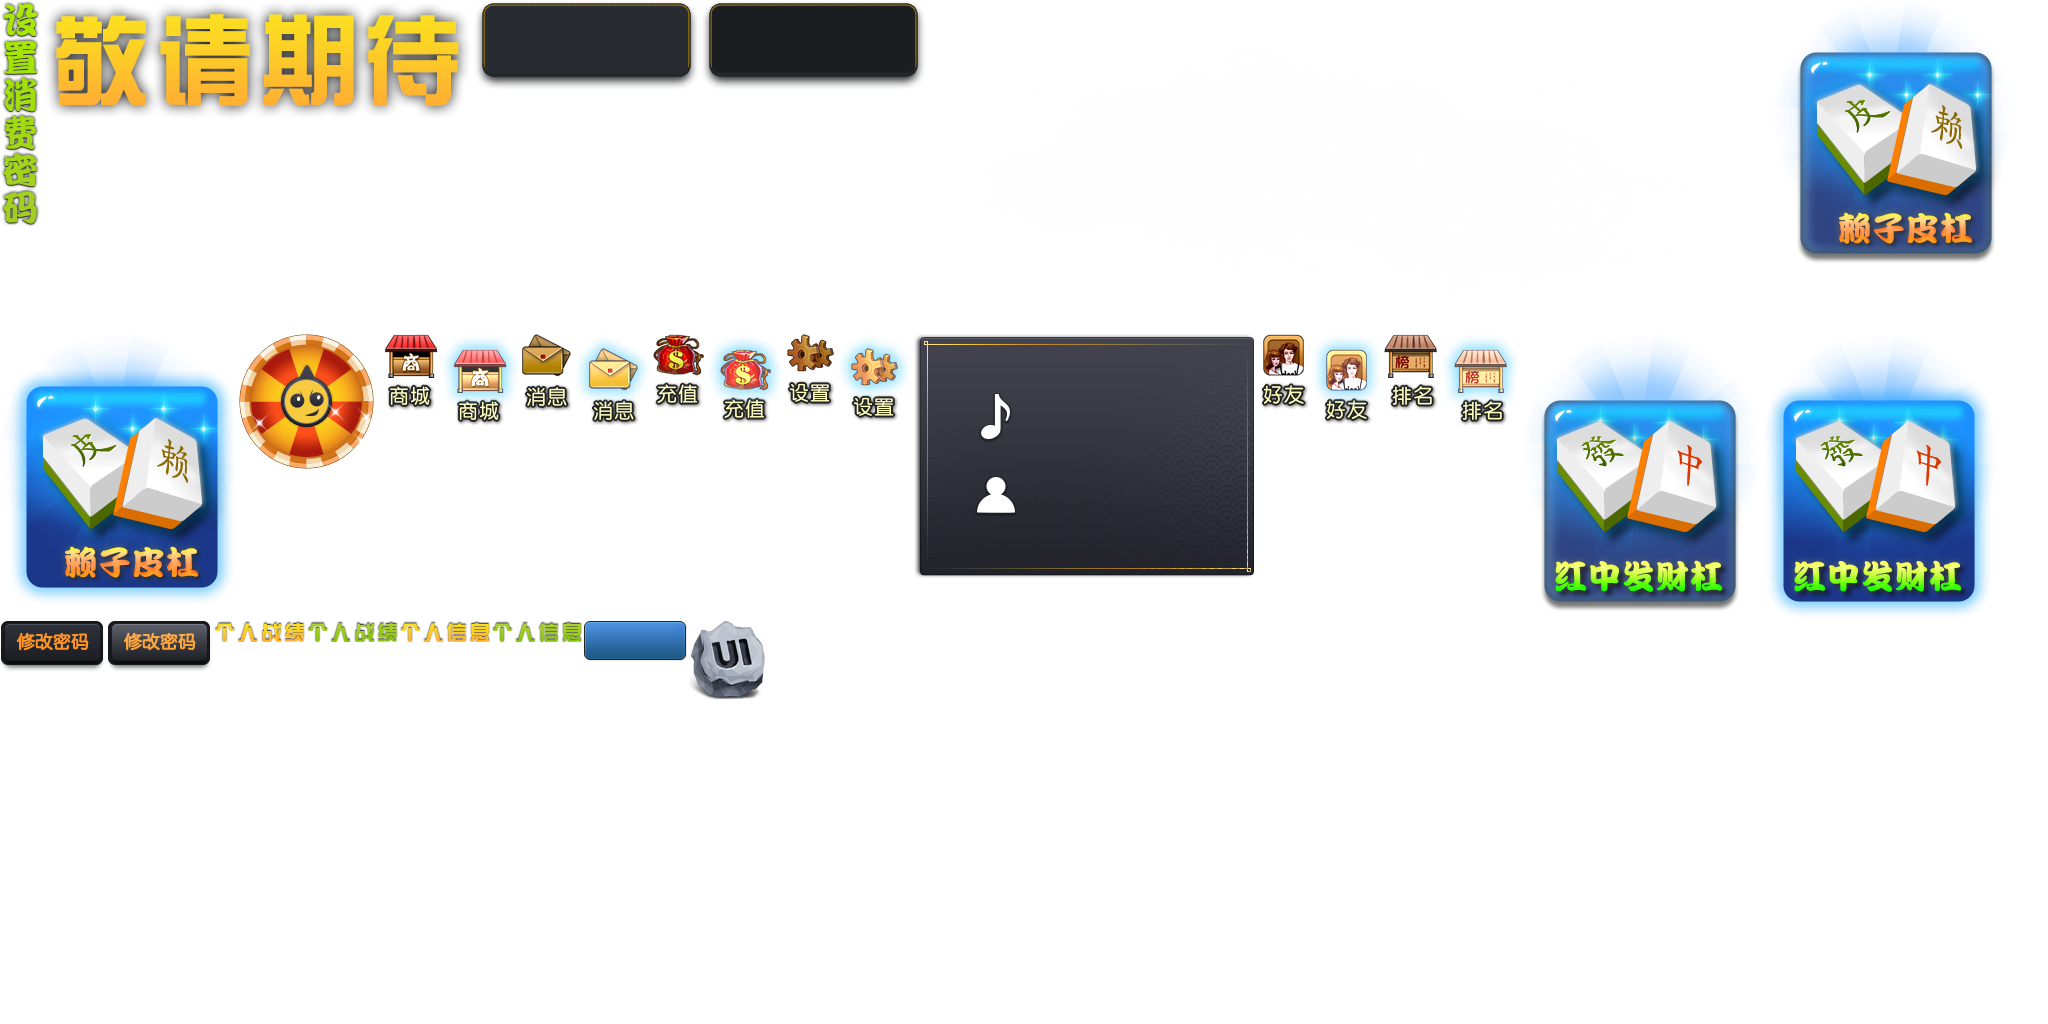 设置消费密码
敬请期待
皮 赖
赖子皮杠
皮 赖
赖子皮杠
商
商城
商
商城
消息
消息
$
充值
$
充值
设置
设置
好友
好友
榜
排名
榜
排名
發 中
红中发财杠
發 中
红中发财杠
修改密码
修改密码
个人战绩
个人战绩
个人信息
个人信息
UI